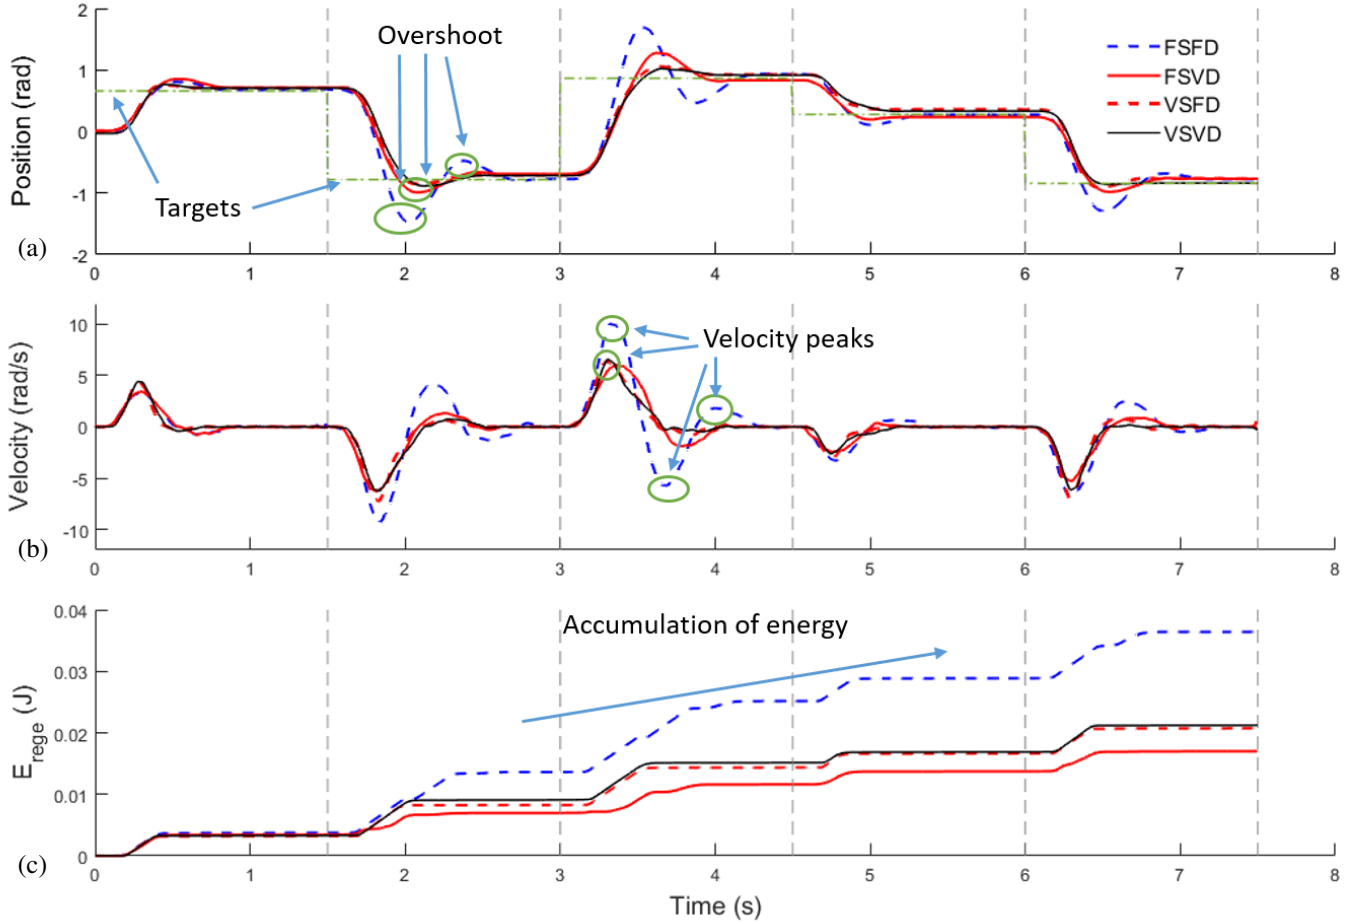 (a)
Position (rad)
2
1
0
-1
-2
Overshoot
Targets
FSFD
FSVD
VSFD
VSVD
0 1 2 3 4 5 6 7 8
(b)
Velocity (rad/s)
10
5
0
-5
-10
Velocity peaks
0 1 2 3 4 5 6 7 8
(c)
E_rege (J)
0.04
0.03
0.02
0.01
0
Accumulation of energy
0 1 2 3 4 5 6 7 8
Time (s)